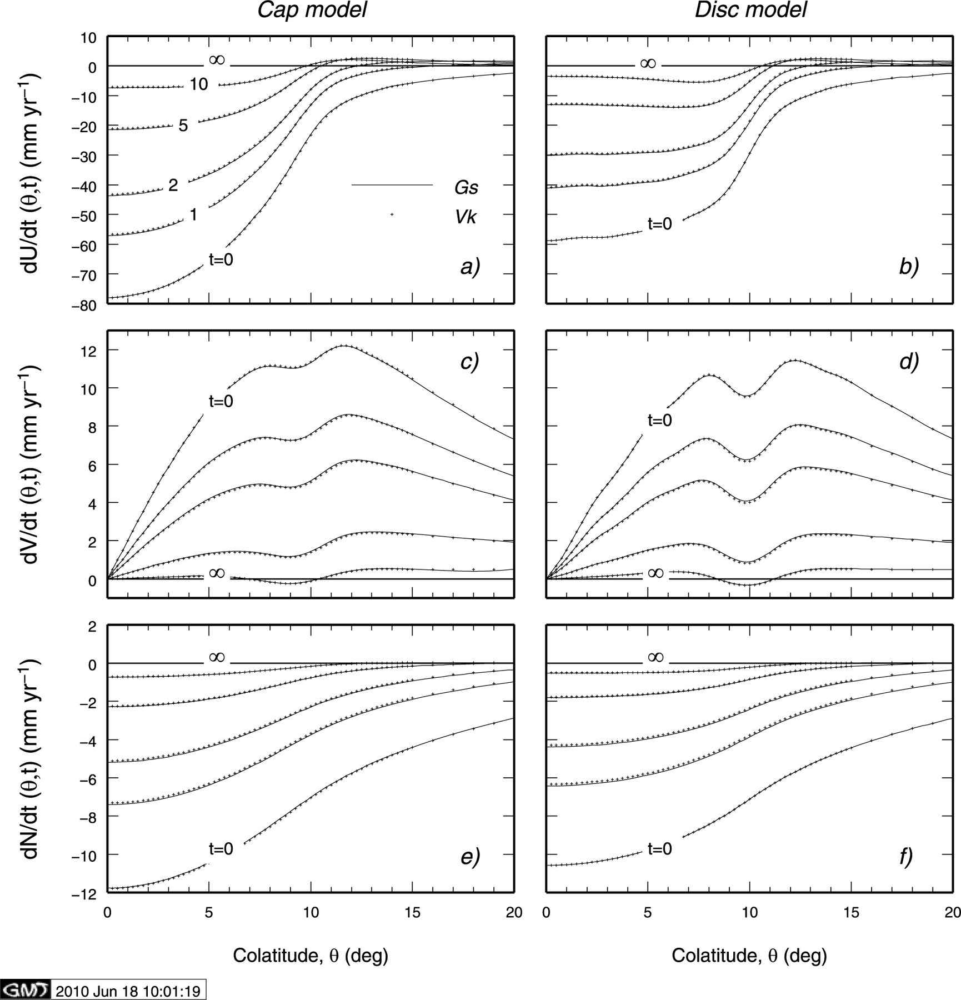 Cap model
Disc model
dU/dt (θ,t) (mm yr⁻¹)
10
0
−10
−20
−30
−40
−50
−60
−70
−80
∞
10
5
2
1
t=0
Gs
Vk
a)
∞
t=0
b)
dV/dt (θ,t) (mm yr⁻¹)
12
10
8
6
4
2
0
t=0
∞
c)
t=0
∞
d)
dN/dt (θ,t) (mm yr⁻¹)
2
0
−2
−4
−6
−8
−10
−12
∞
t=0
e)
∞
t=0
f)
0 5 10 15 20
0 5 10 15 20
Colatitude, θ (deg)
Colatitude, θ (deg)
GMT 2010 Jun 18 10:01:19